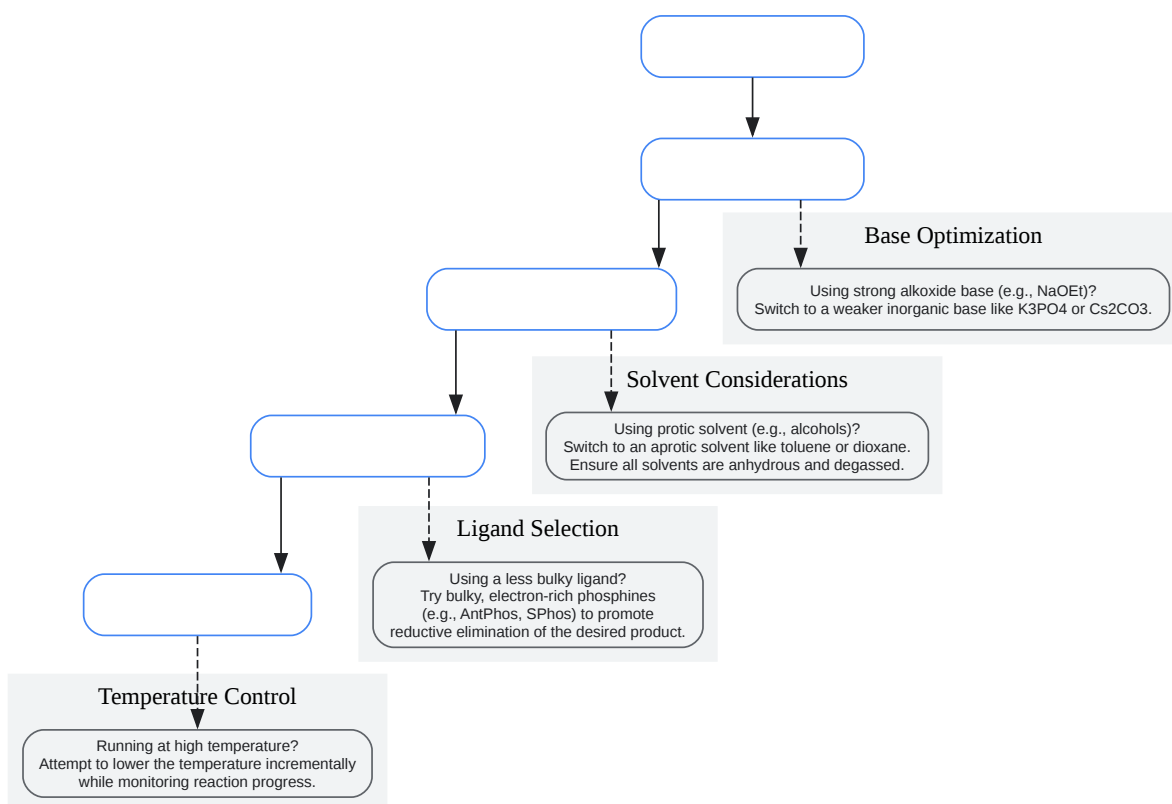 Base Optimization
Using strong alkoxide base (e.g., NaOEt)?
Switch to a weaker inorganic base like K3PO4 or Cs2CO3.
Solvent Considerations
Using protic solvent (e.g., alcohols)?
Switch to an aprotic solvent like toluene or dioxane.
Ensure all solvents are anhydrous and degassed.
Ligand Selection
Using a less bulky ligand?
Try bulky, electron-rich phosphines
(e.g., AntPhos, SPhos) to promote
reductive elimination of the desired product.
Temperature Control
Running at high temperature?
Attempt to lower the temperature incrementally
while monitoring reaction progress.